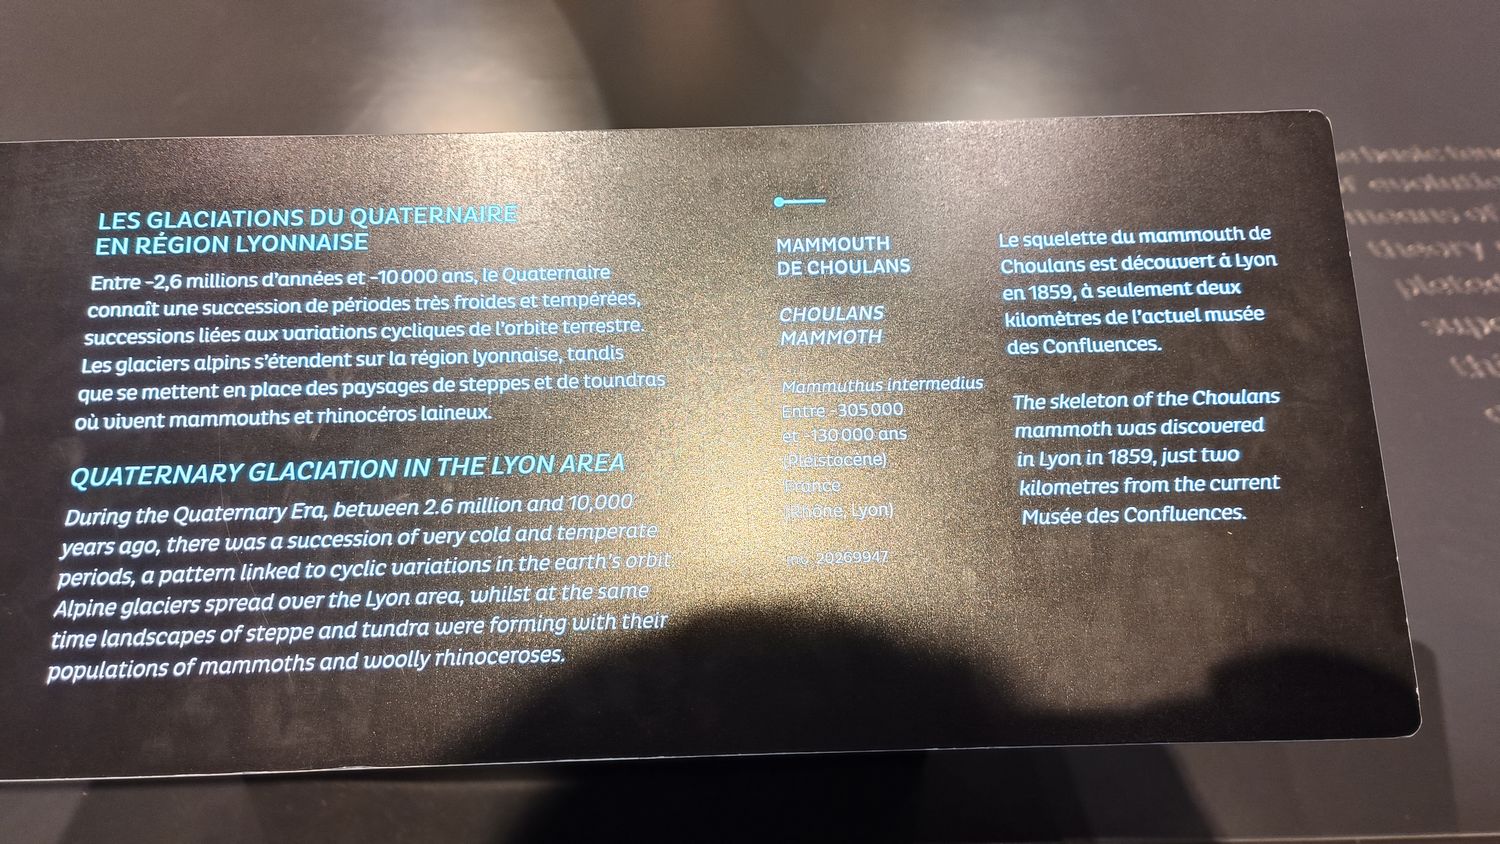 LES GLACIATIONS DU QUATERNAIRE
EN RÉGION LYONNAISE
Entre -2,6 millions d'années et -10 000 ans, le Quaternaire
connaît une succession de périodes très froides et tempérées,
successions liées aux variations cycliques de l'orbite terrestre.
Les glaciers alpins s'étendent sur la région lyonnaise, tandis
que se mettent en place des paysages de steppes et de toundras
où vivent mammouths et rhinocéros laineux.
QUATERNARY GLACIATION IN THE LYON AREA
During the Quaternary Era, between 2.6 million and 10,000
years ago, there was a succession of very cold and temperate
periods, a pattern linked to cyclic variations in the earth's orbit.
Alpine glaciers spread over the Lyon area, whilst at the same
time landscapes of steppe and tundra were forming with their
populations of mammoths and woolly rhinoceroses.
MAMMOUTH
DE CHOULANS
CHOULANS
MAMMOTH
Mammuthus intermedius
Entre -305 000
et -130 000 ans
(Pléistocène)
France
(Rhône, Lyon)
Inv. 20269947
Le squelette du mammouth de
Choulans est découvert à Lyon
en 1859, à seulement deux
kilomètres de l'actuel musée
des Confluences.
The skeleton of the Choulans
mammoth was discovered
in Lyon in 1859, just two
kilometres from the current
Musée des Confluences.